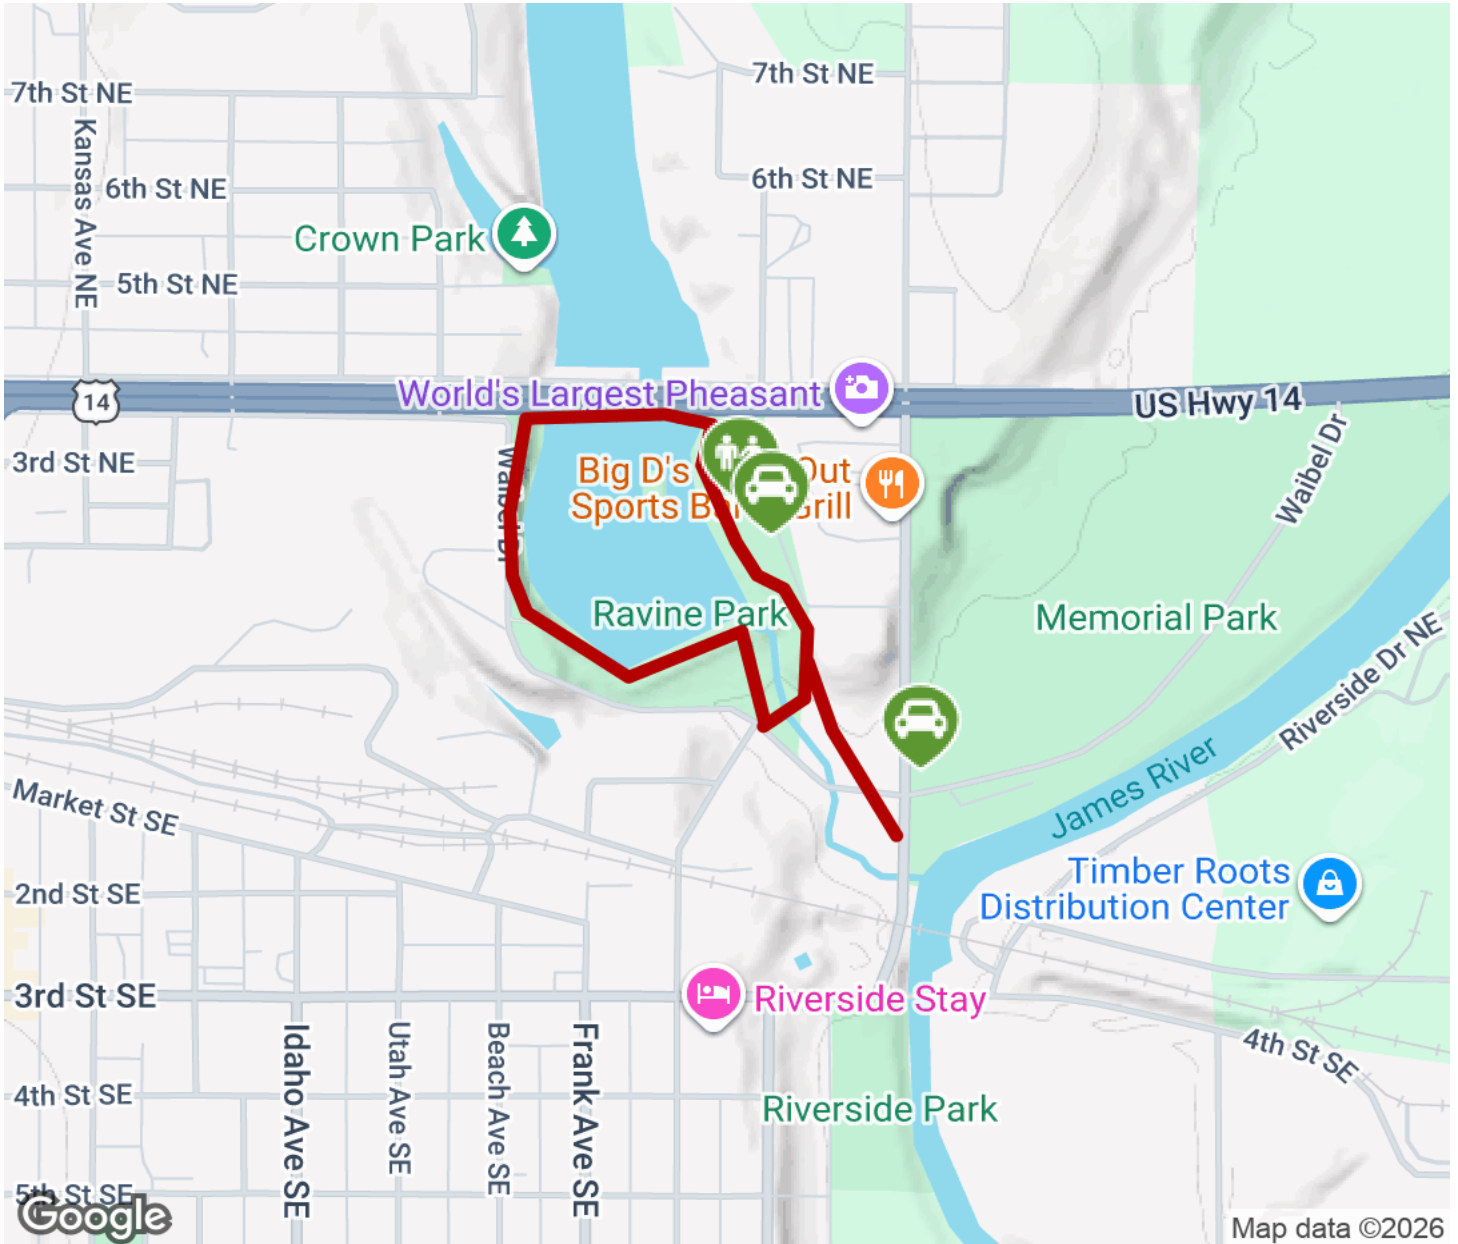 7th St NE
7th St NE
Kansas Ave NE
6th St NE
6th St NE
Crown Park
5th St NE
World's Largest Pheasant
14
US Hwy 14
3rd St NE
Waibel Dr
Big D's
Out
Sports
Grill
Waibel Dr
Ravine Park
Memorial Park
Riverside Dr NE
James River
Market St SE
Timber Roots
Distribution Center
2nd St SE
3rd St SE
Riverside Stay
Idaho Ave SE
Utah Ave SE
Beach Ave SE
Frank Ave SE
4th St SE
4th St SE
Riverside Park
5th St SE
Google
Map data ©2026